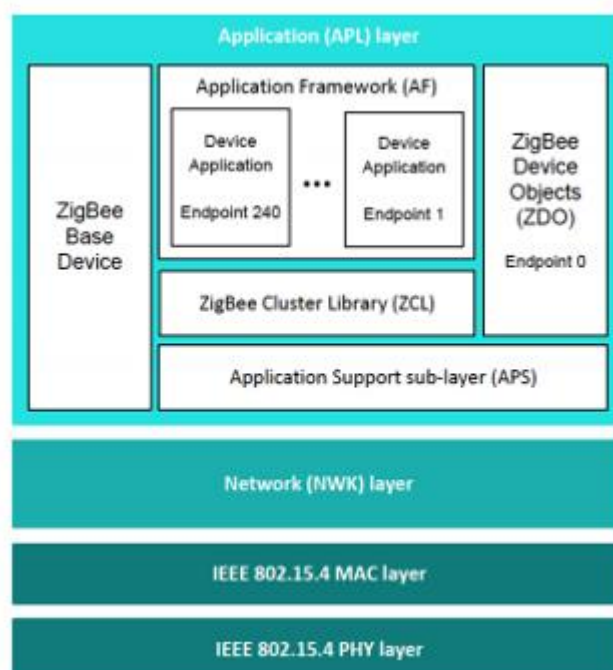 Application (APL) layer
ZigBee
Base
Device
Application Framework (AF)
Device
Application
Endpoint 240
•••
Device
Application
Endpoint 1
ZigBee
Device
Objects
(ZDO)
Endpoint 0
ZigBee Cluster Library (ZCL)
Application Support sub-layer (APS)
Network (NWK) layer
IEEE 802.15.4 MAC layer
IEEE 802.15.4 PHY layer